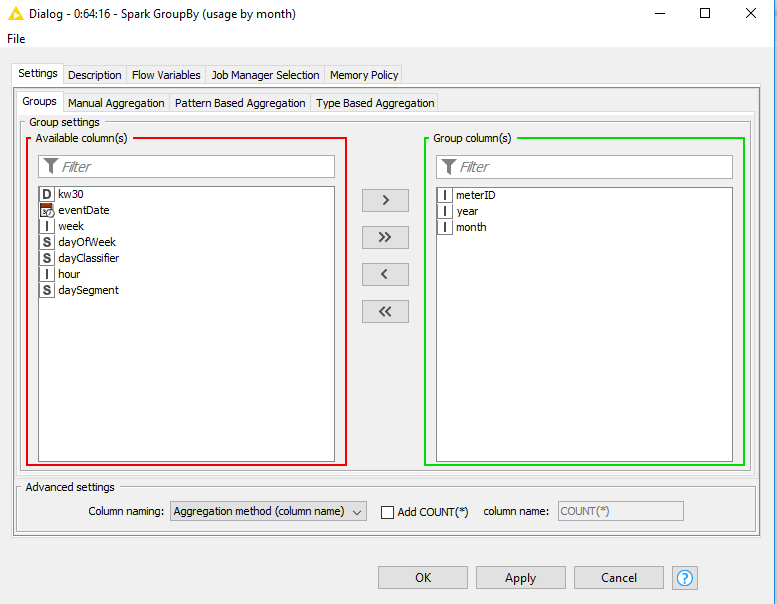 Dialog - 0:64:16 - Spark GroupBy (usage by month)
File
Settings Description Flow Variables Job Manager Selection Memory Policy
Groups Manual Aggregation Pattern Based Aggregation Type Based Aggregation
Group settings
Available column(s)
Filter
D kw30
eventDate
I week
S dayOfWeek
S dayClassifier
I hour
S daySegment
>
>>
<
<<
Group column(s)
Filter
I meterID
I year
I month
Advanced settings
Column naming: Aggregation method (column name) Add COUNT(*) column name: COUNT(*)
OK Apply Cancel ?